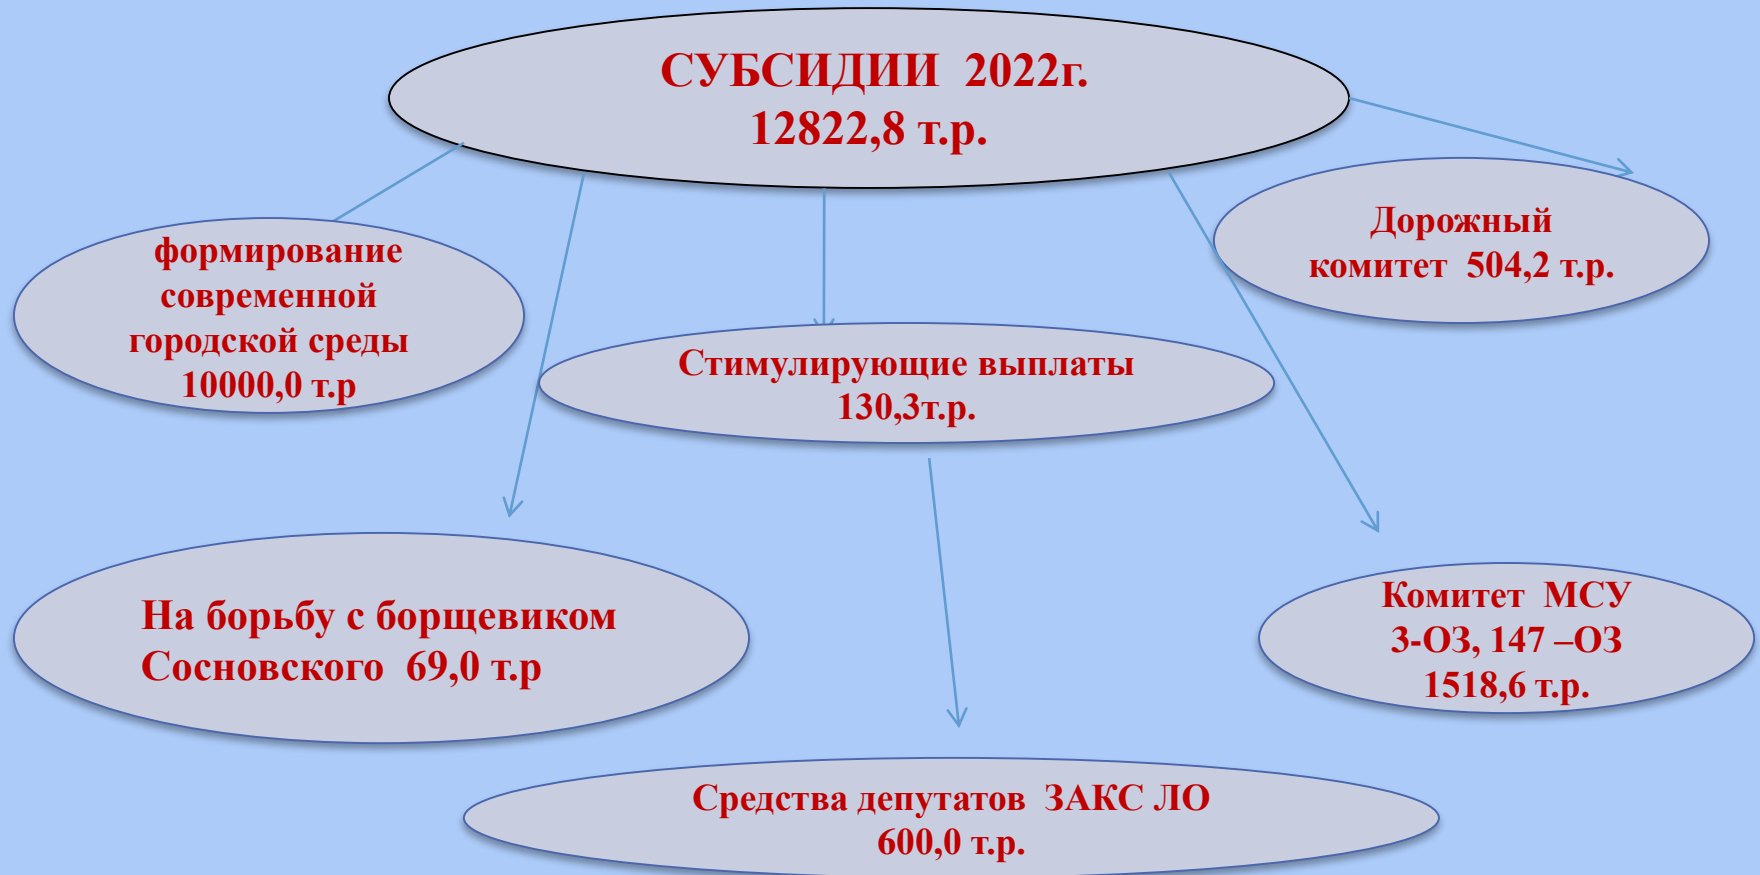 СУБСИДИИ 2022г.
12822,8 т.р.
формирование
современной
городской среды
10000,0 т.р
Дорожный
комитет 504,2 т.р.
Стимулирующие выплаты
130,3т.р.
На борьбу с борщевиком
Сосновского 69,0 т.р
Комитет МСУ
3-ОЗ, 147 –ОЗ
1518,6 т.р.
Средства депутатов ЗАКС ЛО
600,0 т.р.